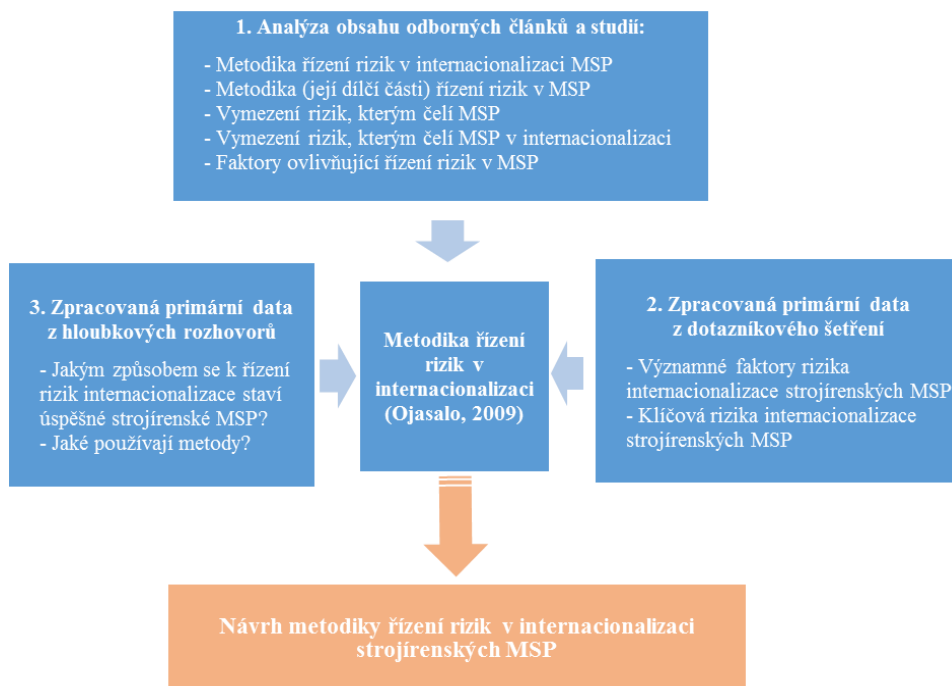 1. Analýza obsahu odborných článků a studií:
- Metodika řízení rizik v internacionalizaci MSP
- Metodika (její dílčí části) řízení rizik v MSP
- Vymezení rizik, kterým čelí MSP
- Vymezení rizik, kterým čelí MSP v internacionalizaci
- Faktory ovlivňující řízení rizik v MSP
3. Zpracovaná primární data
z hloubkových rozhovorů
- Jakým způsobem se k řízení
rizik internacionalizace staví
úspěšné strojírenské MSP?
- Jaké používají metody?
Metodika řízení
rizik v
internacionalizaci
(Ojasalo, 2009)
2. Zpracovaná primární data
z dotazníkového šetření
- Významné faktory rizika
internacionalizace strojírenských MSP
- Klíčová rizika internacionalizace
strojírenských MSP
Návrh metodiky řízení rizik v internacionalizaci
strojírenských MSP